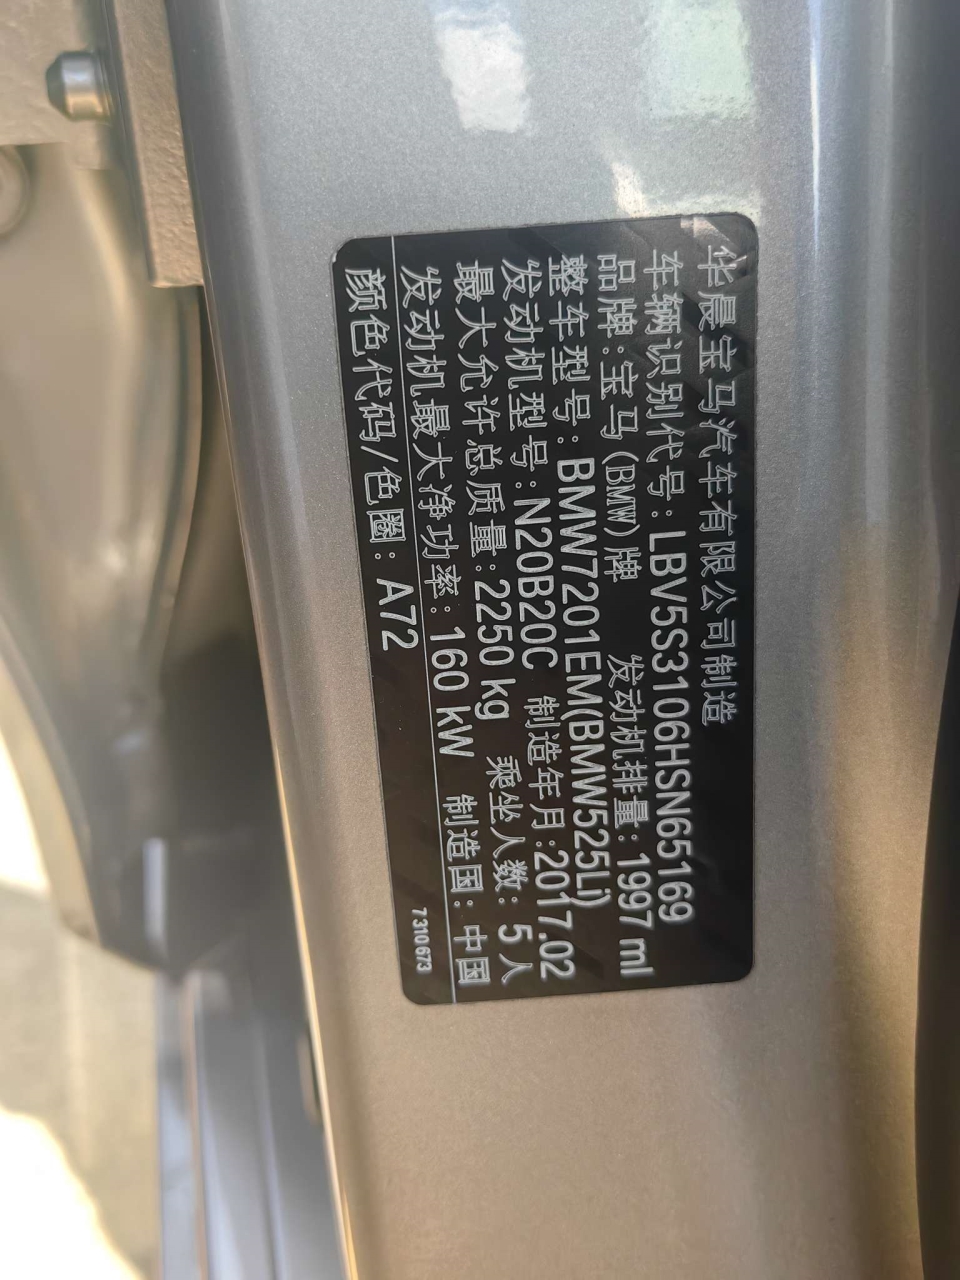 华晨宝马汽车有限公司制造
车辆识别代号:LBV5S3106HSN65169
品牌:宝马(BMW)牌 发动机排量:1997 ml
整车型号:BMW7201EM(BMW525Li)
发动机型号:N20B20C 制造年月:2017.02
最大允许总质量:2250 kg 乘坐人数: 5 人
发动机最大净功率:160 kW 制造国:中国
颜色代码/色圈: A72 7310673